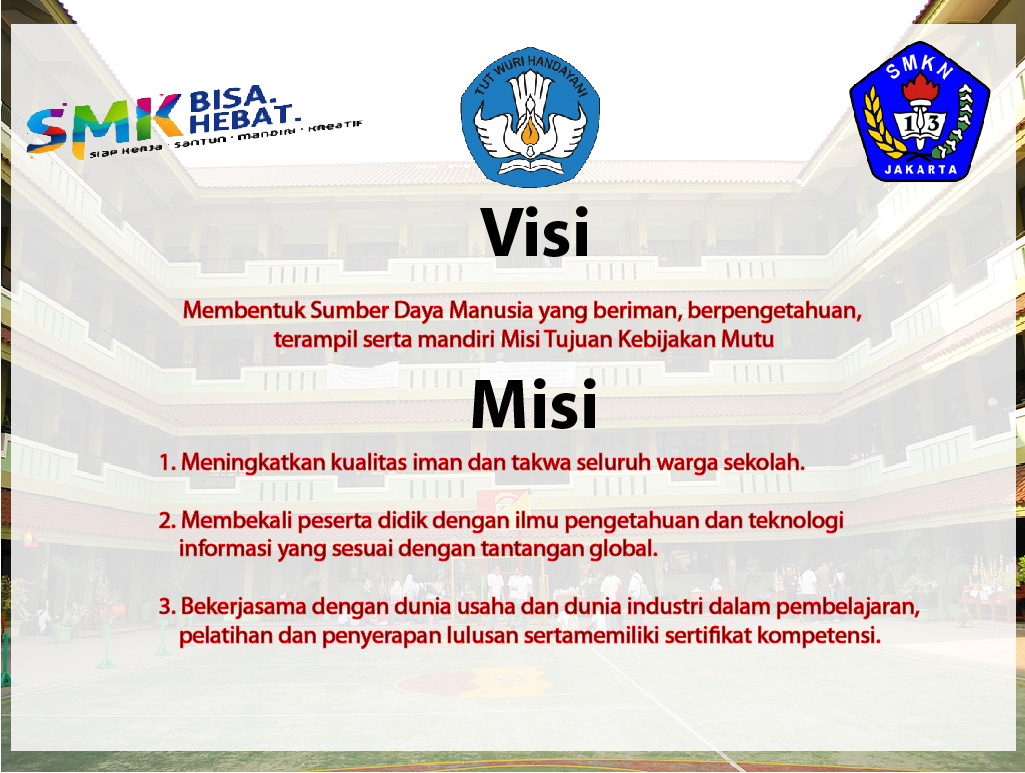 SMK BISA.
HEBAT.
SIAP KERJA · SANTUN · MANDIRI · KREATIF
TUT WURI HANDAYANI
SMKN
13
JAKARTA
Visi
Membentuk Sumber Daya Manusia yang beriman, berpengetahuan,
terampil serta mandiri Misi Tujuan Kebijakan Mutu
Misi
1. Meningkatkan kualitas iman dan takwa seluruh warga sekolah.
2. Membekali peserta didik dengan ilmu pengetahuan dan teknologi
informasi yang sesuai dengan tantangan global.
3. Bekerjasama dengan dunia usaha dan dunia industri dalam pembelajaran,
pelatihan dan penyerapan lulusan sertamemiliki sertifikat kompetensi.